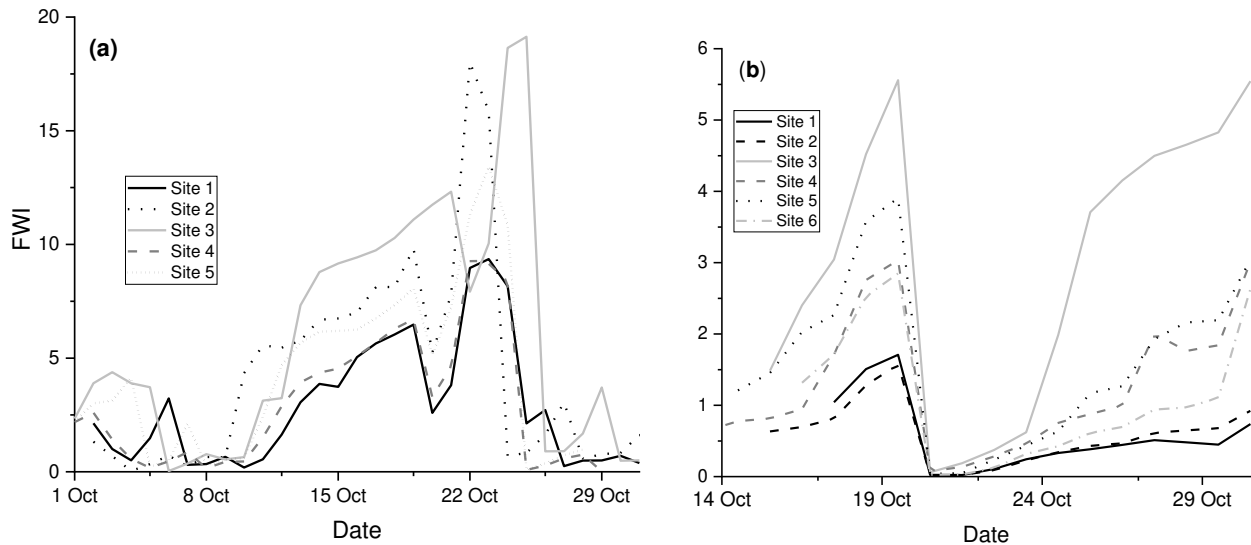 (a)
FWI
20
15
10
5
0
Site 1
Site 2
Site 3
Site 4
Site 5
1 Oct
8 Oct
15 Oct
22 Oct
29 Oct
Date
(b)
6
5
4
3
2
1
0
Site 1
Site 2
Site 3
Site 4
Site 5
Site 6
14 Oct
19 Oct
24 Oct
29 Oct
Date